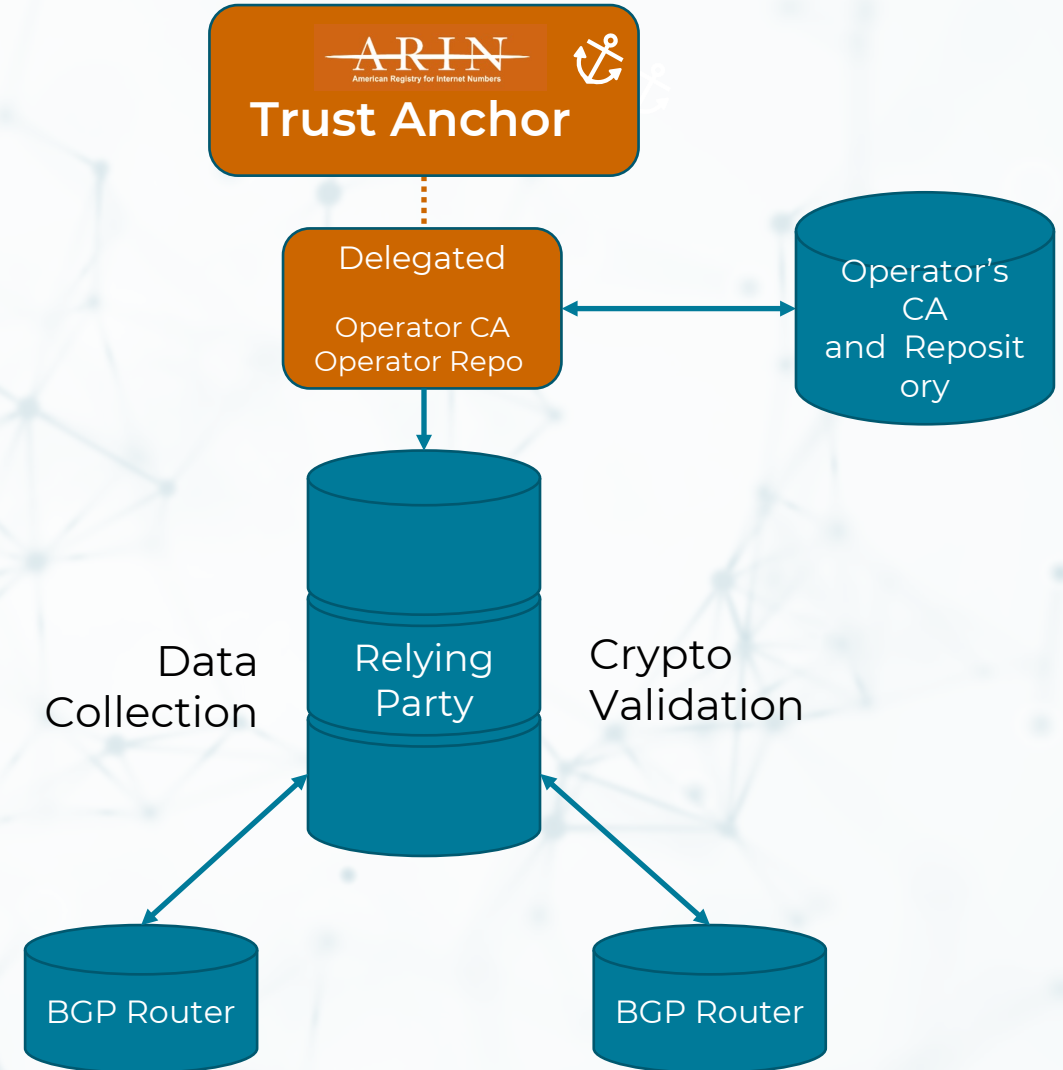 ARIN
American Registry for Internet Numbers
Trust Anchor
Delegated
Operator CA
Operator Repo
Operator’s
CA
and Reposit
ory
Data
Collection
Relying
Party
Crypto
Validation
BGP Router
BGP Router